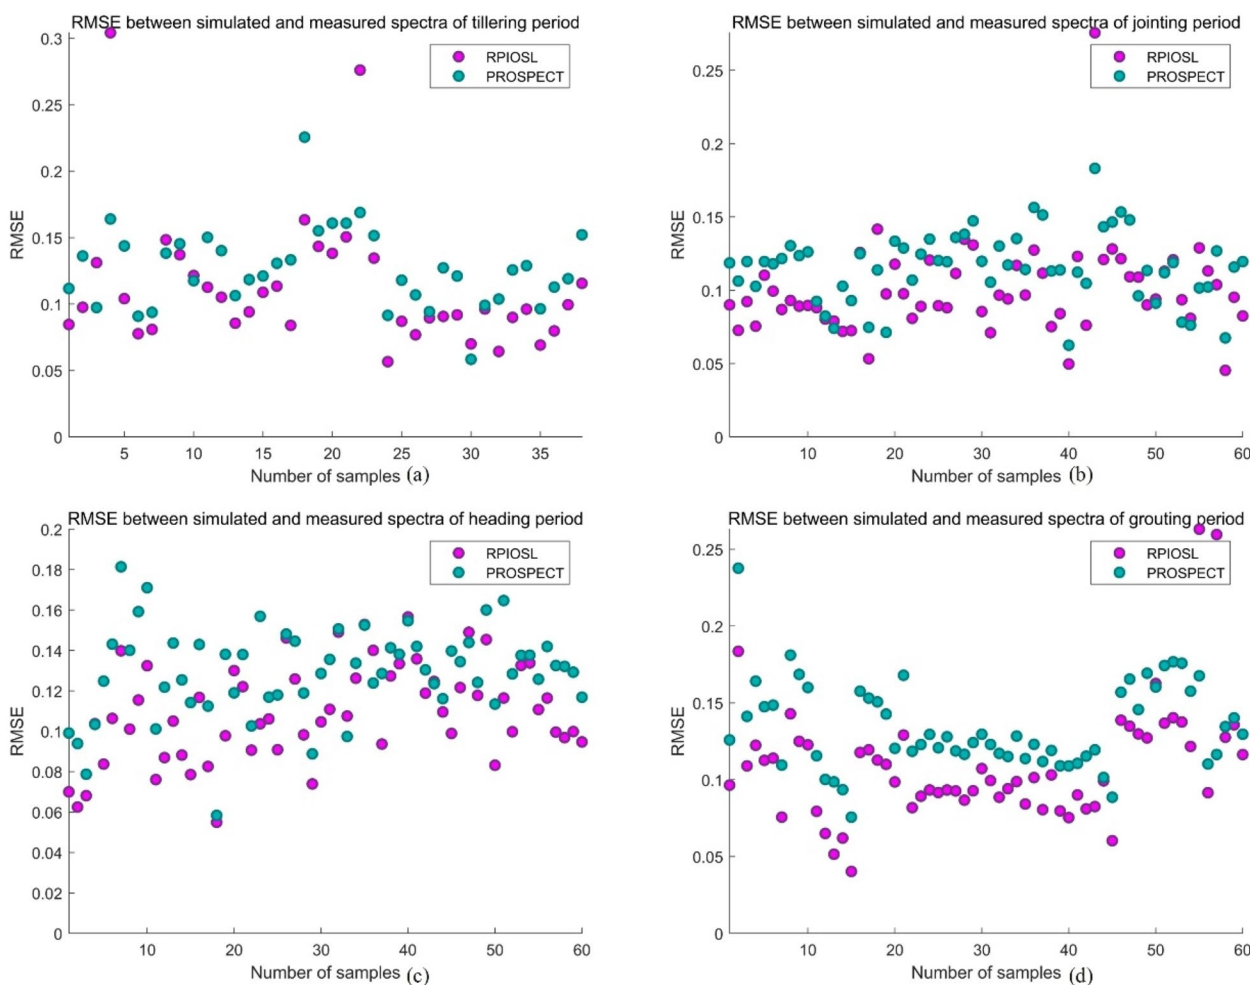 RMSE between simulated and measured spectra of tillering period
0.3
0.25
0.2
0.15
0.1
0.05
0
RMSE
RPIOSL
PROSPECT
5 10 15 20 25 30 35
Number of samples (a)
RMSE between simulated and measured spectra of jointing period
0.25
0.2
0.15
0.1
0.05
0
RMSE
RPIOSL
PROSPECT
10 20 30 40 50 60
Number of samples (b)
RMSE between simulated and measured spectra of heading period
0.2
0.18
0.16
0.14
0.12
0.1
0.08
0.06
0.04
0.02
0
RMSE
RPIOSL
PROSPECT
10 20 30 40 50 60
Number of samples (c)
RMSE between simulated and measured spectra of grouting period
0.25
0.2
0.15
0.1
0.05
0
RMSE
RPIOSL
PROSPECT
10 20 30 40 50 60
Number of samples (d)